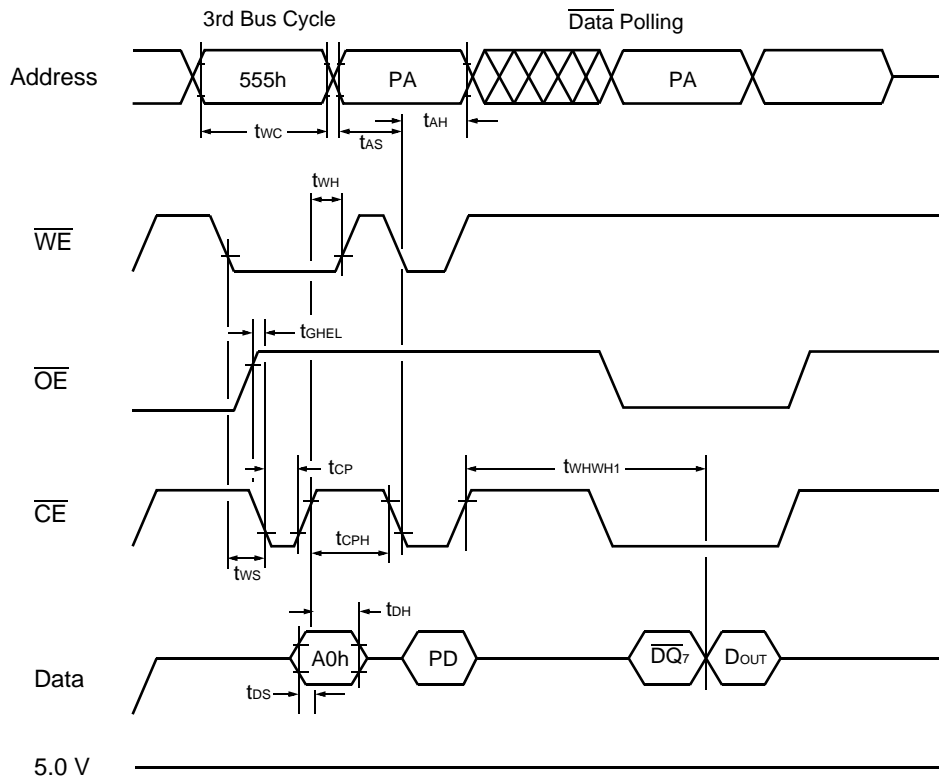 3rd Bus Cycle
Data Polling
Address
555h
PA
PA
tWC
tAS
tAH
tWH
WE
tGHEL
OE
tCP
tWHWH1
CE
tCPH
tWS
tDH
A0h
PD
DQ7
DOUT
Data
tDS
5.0 V